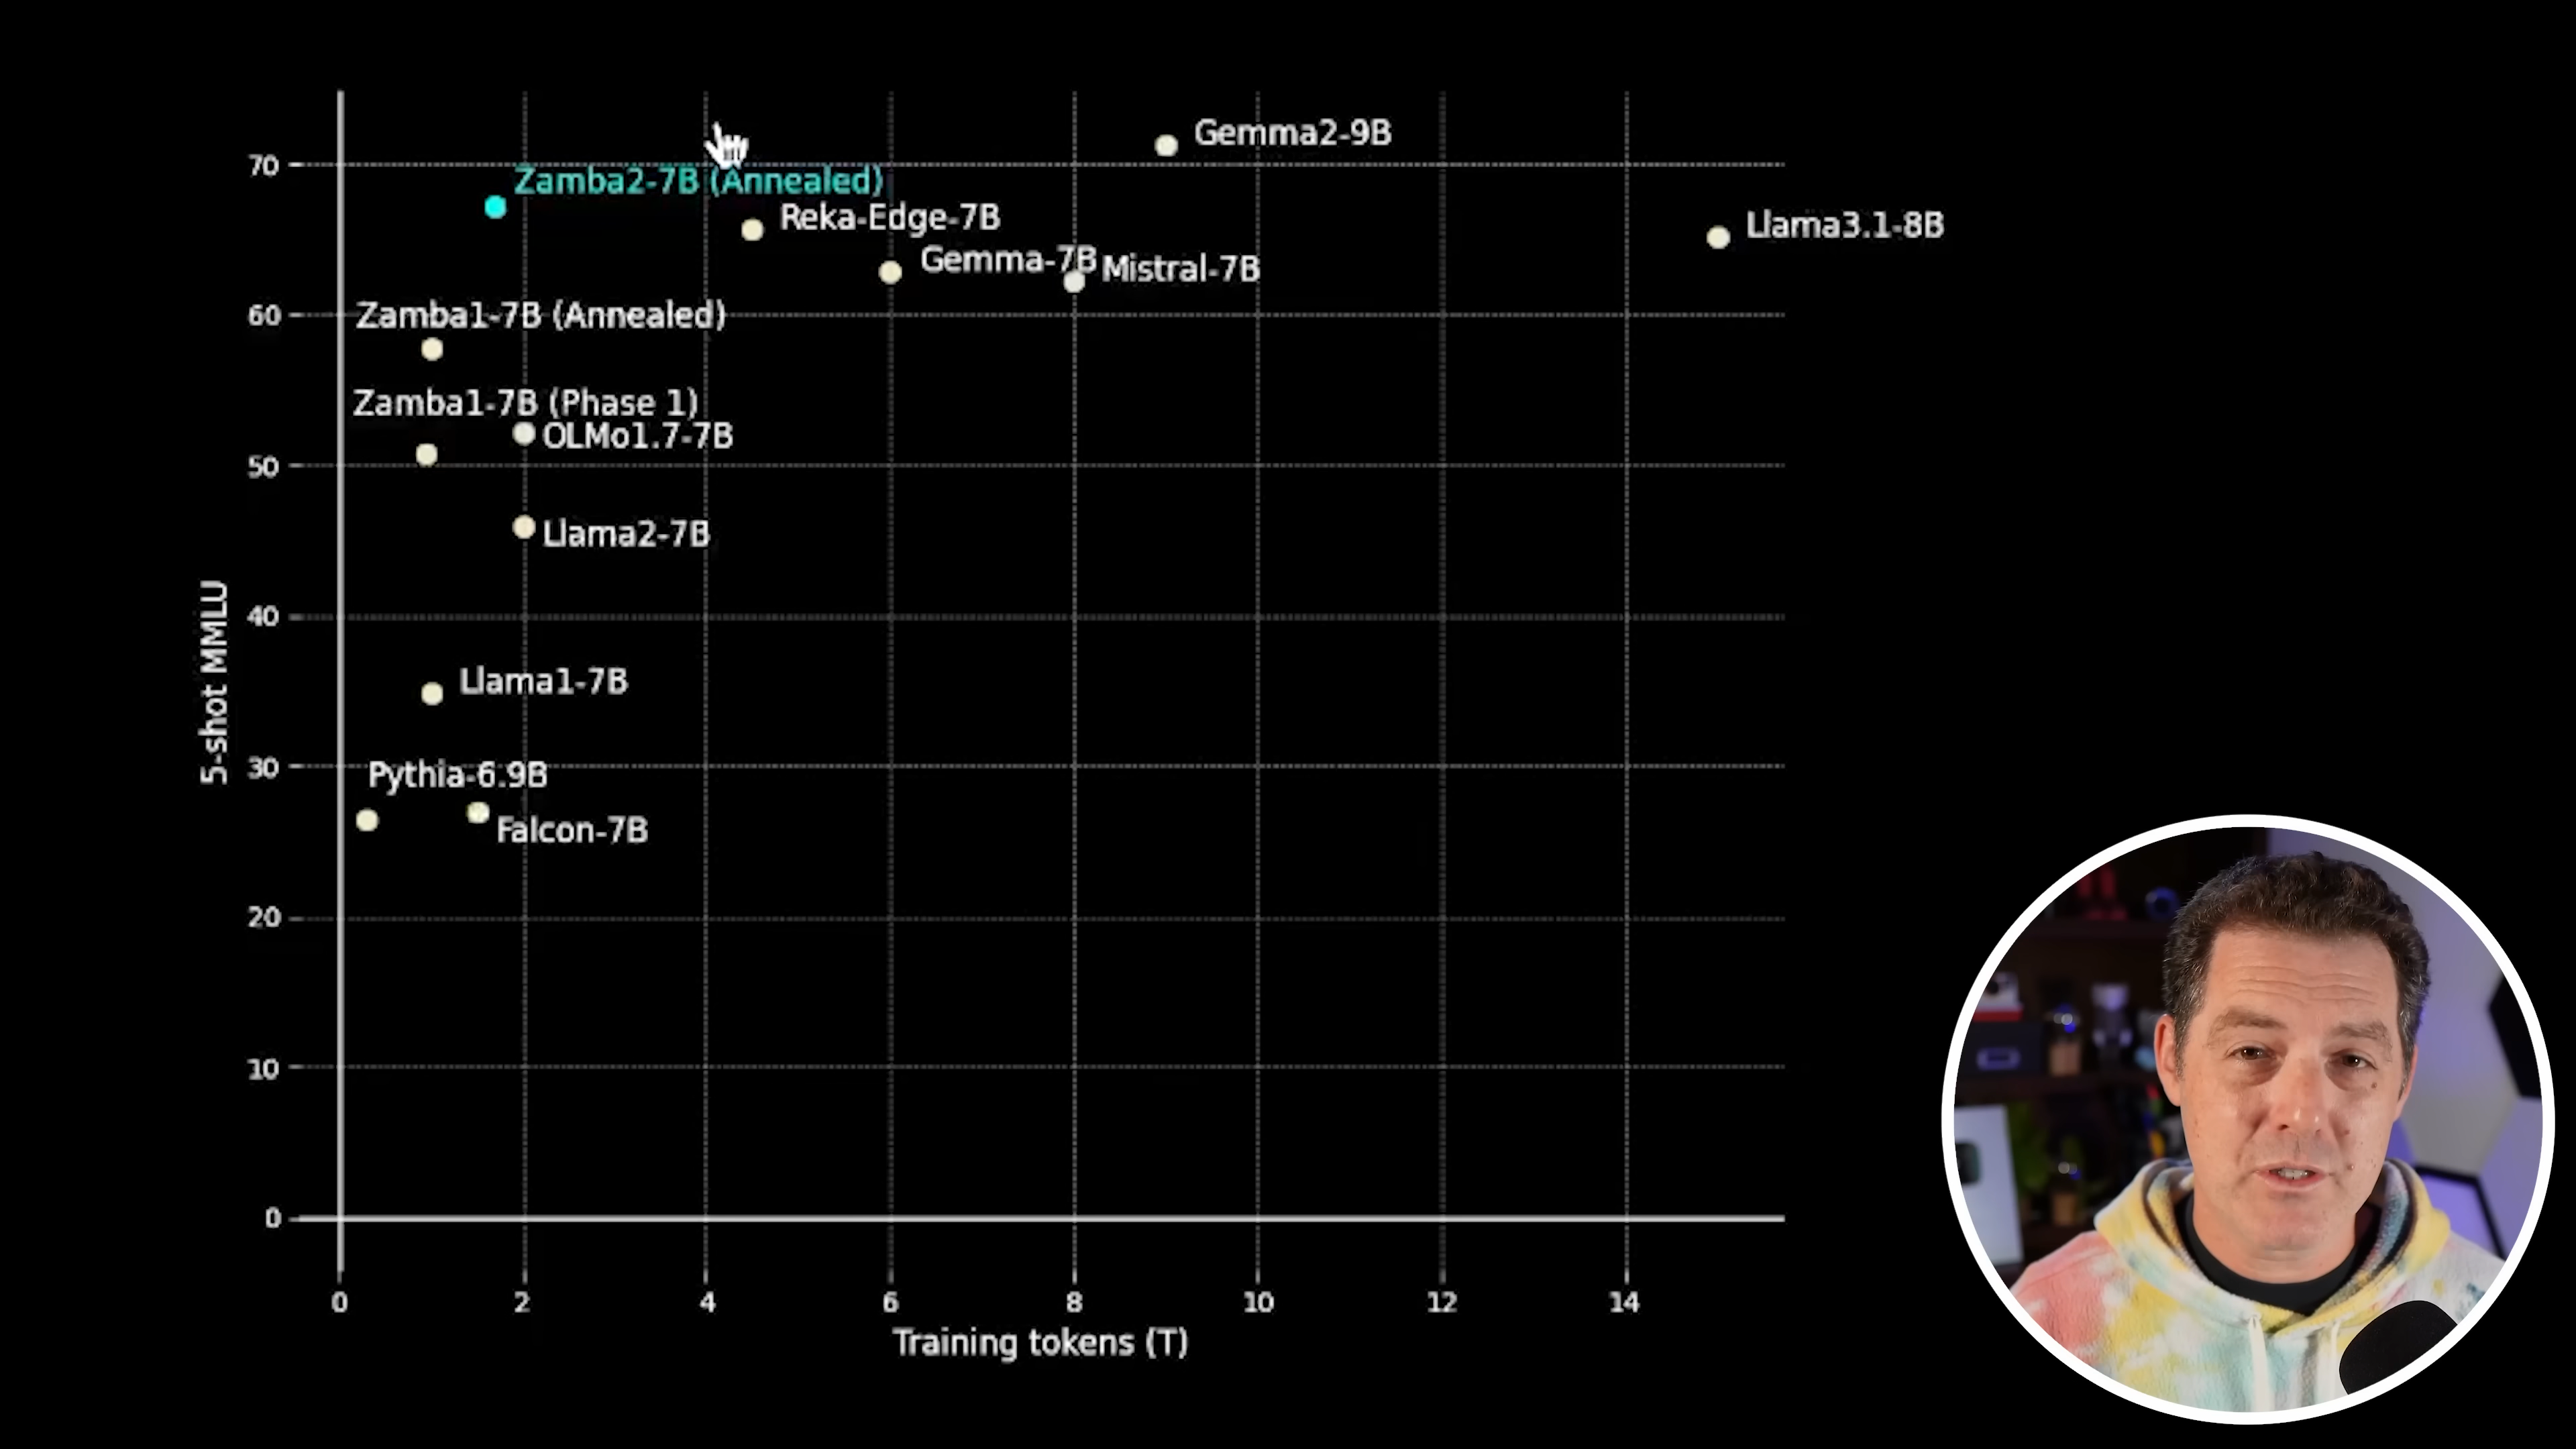 Gemma2-9B
70
Zamba2-7B (Annealed)
Reka-Edge-7B
Llama3.1-8B
Gemma-7B
Mistral-7B
60
Zamba1-7B (Annealed)
Zamba1-7B (Phase 1)
OLMo1.7-7B
50
Llama2-7B
5-shot MMLU
40
Llama1-7B
30
Pythia-6.9B
Falcon-7B
20
10
0
0 2 4 6 8 10 12 14
Training tokens (T)